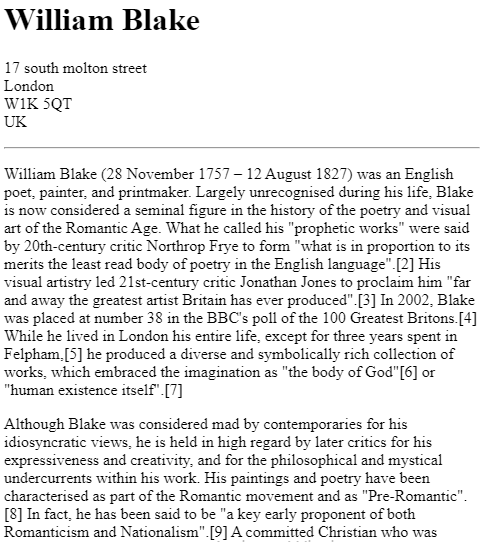 William Blake
17 south molton street
London
W1K 5QT
UK
William Blake (28 November 1757 – 12 August 1827) was an English
poet, painter, and printmaker. Largely unrecognised during his life, Blake
is now considered a seminal figure in the history of the poetry and visual
art of the Romantic Age. What he called his "prophetic works" were said
by 20th-century critic Northrop Frye to form "what is in proportion to its
merits the least read body of poetry in the English language".[2] His
visual artistry led 21st-century critic Jonathan Jones to proclaim him "far
and away the greatest artist Britain has ever produced".[3] In 2002, Blake
was placed at number 38 in the BBC's poll of the 100 Greatest Britons.[4]
While he lived in London his entire life, except for three years spent in
Felpham,[5] he produced a diverse and symbolically rich collection of
works, which embraced the imagination as "the body of God"[6] or
"human existence itself".[7]
Although Blake was considered mad by contemporaries for his
idiosyncratic views, he is held in high regard by later critics for his
expressiveness and creativity, and for the philosophical and mystical
undercurrents within his work. His paintings and poetry have been
characterised as part of the Romantic movement and as "Pre-Romantic".
[8] In fact, he has been said to be "a key early proponent of both
Romanticism and Nationalism".[9] A committed Christian who was